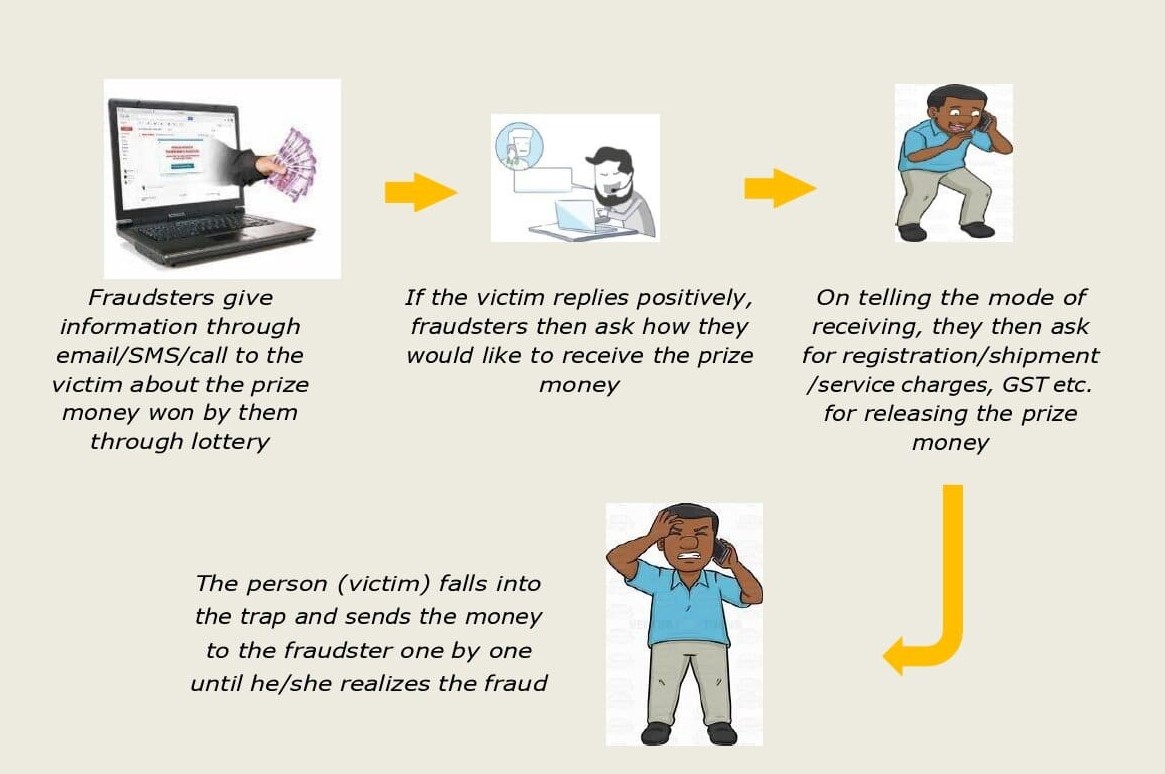 Fraudsters give
information through
email/SMS/call to the
victim about the prize
money won by them
through lottery
If the victim replies positively,
fraudsters then ask how they
would like to receive the prize
money
On telling the mode of
receiving, they then ask
for registration/shipment
/service charges, GST etc.
for releasing the prize
money
The person (victim) falls into
the trap and sends the money
to the fraudster one by one
until he/she realizes the fraud